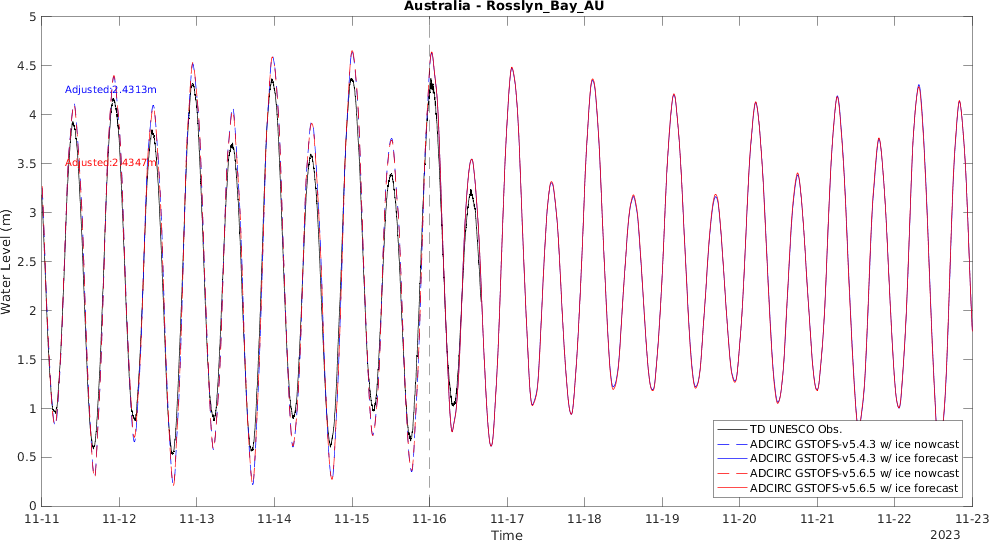 Australia - Rosslyn_Bay_AU
5
4.5
4
3.5
3
2.5
2
1.5
1
0.5
0
Water Level (m)
Adjusted:2.4313m
Adjusted:2.4347m
TD UNESCO Obs.
ADCIRC GSTOFS-v5.4.3 w/ ice nowcast
ADCIRC GSTOFS-v5.4.3 w/ ice forecast
ADCIRC GSTOFS-v5.6.5 w/ ice nowcast
ADCIRC GSTOFS-v5.6.5 w/ ice forecast
11-11 11-12 11-13 11-14 11-15 11-16 11-17 11-18 11-19 11-20 11-21 11-22 11-23
Time
2023